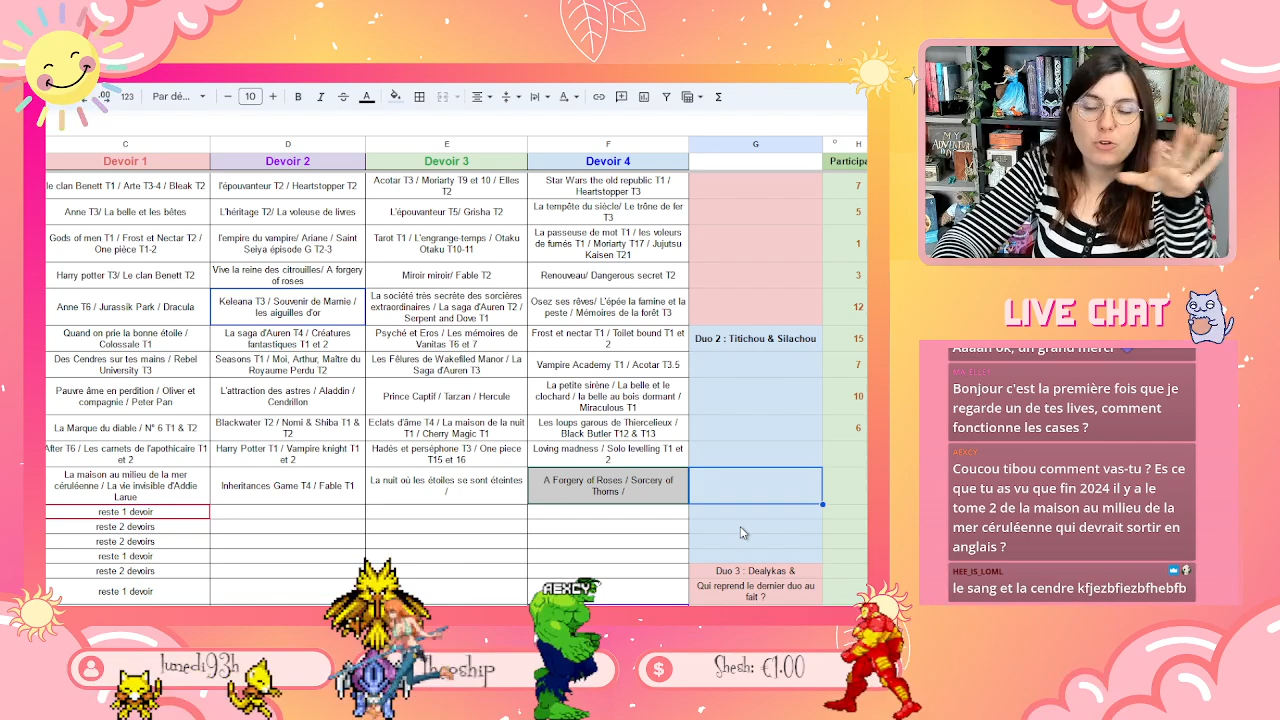 .00 123 Par dé... − 10 + B I A Σ
C D E F G H
Devoir 1 Devoir 2 Devoir 3 Devoir 4 Participa
le clan Benett T1 / Arte T3-4 / Bleak T2
l'épouvanteur T2 / Heartstopper T2
Acotar T3 / Moriarty T9 et 10 / Elles
T2
Star Wars the old republic T1 /
Heartstopper T3
7
Anne T3/ La belle et les bêtes
L'héritage T2/ La voleuse de livres
L'épouvanteur T5/ Grisha T2
La tempête du siècle/ Le trône de fer
T3
5
Gods of men T1 / Frost et Nectar T2 /
One pièce T1-2
l'empire du vampire/ Ariane / Saint
Seiya épisode G T2-3
Tarot T1 / L'engrange-temps / Otaku
Otaku T10-11
La passeuse de mot T1 / les voleurs
de fumés T1 / Moriarty T17 / Jujutsu
Kaisen T21
1
Harry potter T3/ Le clan Benett T2
Vive la reine des citrouilles/ A forgery
of roses
Miroir miroir/ Fable T2
Renouveau/ Dangerous secret T2
3
Anne T6 / Jurassik Park / Dracula
Keleana T3 / Souvenir de Mamie /
les aiguilles d'or
La société très secrète des sorcières
extraordinaires / La saga d'Auren T2 /
Serpent and Dove T1
Osez ses rêves/ L'épée la famine et la
peste / Mémoires de la forêt T3
12
Quand on prie la bonne étoile /
Colossale T1
La saga d'Auren T4 / Créatures
fantastiques T1 et 2
Psyché et Eros / Les mémoires de
Vanitas T6 et 7
Frost et nectar T1 / Toilet bound T1 et
2
Duo 2 : Titichou & Silachou
15
Des Cendres sur tes mains / Rebel
University T3
Seasons T1 / Moi, Arthur, Maître du
Royaume Perdu T2
Les Fêlures de Wakefiled Manor / La
Saga d'Auren T3
Vampire Academy T1 / Acotar T3.5
7
Pauvre âme en perdition / Oliver et
compagnie / Peter Pan
L'attraction des astres / Aladdin /
Cendrillon
Prince Captif / Tarzan / Hercule
La petite sirène / La belle et le
clochard / la belle au bois dormant /
Miraculous T1
10
La Marque du diable / N° 6 T1 & T2
Blackwater T2 / Nomi & Shiba T1 &
T2
Eclats d'âme T4 / La maison de la nuit
T1 / Cherry Magic T1
Les loups garous de Thiercelieux /
Black Butler T12 & T13
6
After T6 / Les carnets de l'apothicaire T1
et 2
Harry Potter T1 / Vampire knight T1
et 2
Hadès et perséphone T3 / One piece
T15 et 16
Loving madness / Solo levelling T1 et
2
La maison au milieu de la mer
céruléenne / La vie invisible d'Addie
Larue
Inheritances Game T4 / Fable T1
La nuit où les étoiles se sont éteintes
/
A Forgery of Roses / Sorcery of
Thorns /
reste 1 devoir
reste 2 devoirs
reste 2 devoirs
reste 1 devoir
reste 2 devoirs
Duo 3 : Dealykas &
reste 1 devoir
Qui reprend le dernier duo au
fait ?
MY
ADVENTURE
LIVE CHAT
Aaaah ok, un grand merci
MA_ELLE1
Bonjour c'est la première fois que je
regarde un de tes lives, comment
fonctionne les cases ?
AEXCY
Coucou tibou comment vas-tu ? Es ce
que tu as vu que fin 2024 il y a le
tome 2 de la maison au milieu de la
mer céruléenne qui devrait sortir en
anglais ?
HEE_IS_LOML
le sang et la cendre kfjezbfiezbfhebfb
AEXCY
lunedi93h
$
Shesh: €1.00